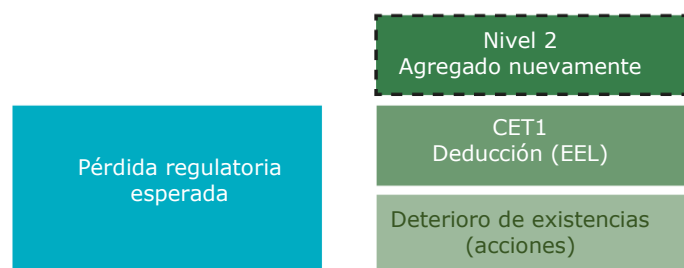 Nivel 2
Agregado nuevamente
CET1
Deducción (EEL)
Pérdida regulatoria
esperada
Deterioro de existencias
(acciones)